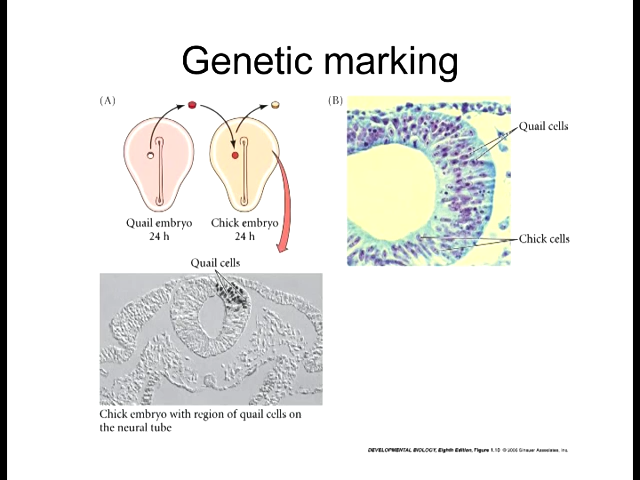 Genetic marking
(A)
(B)
Quail cells
Chick cells
Quail embryo
24 h
Chick embryo
24 h
Quail cells
Chick embryo with region of quail cells on
the neural tube
DEVELOPMENTAL BIOLOGY, Eighth Edition, Figure 1.10 © 2006 Sinauer Associates, Inc.